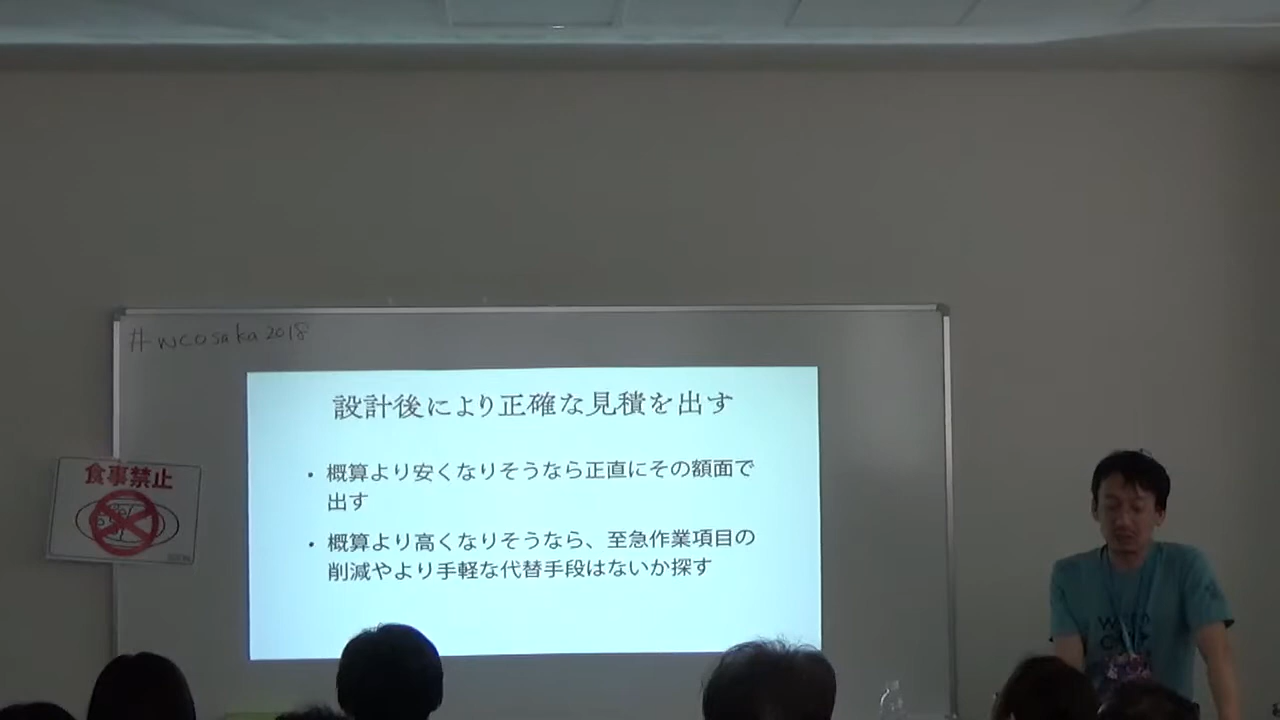 #wcosaka2018
設計後により正確な見積を出す
• 概算より安くなりそうなら正直にその額面で
出す
• 概算より高くなりそうなら、至急作業項目の
削減やより手軽な代替手段はないか探す
食事禁止